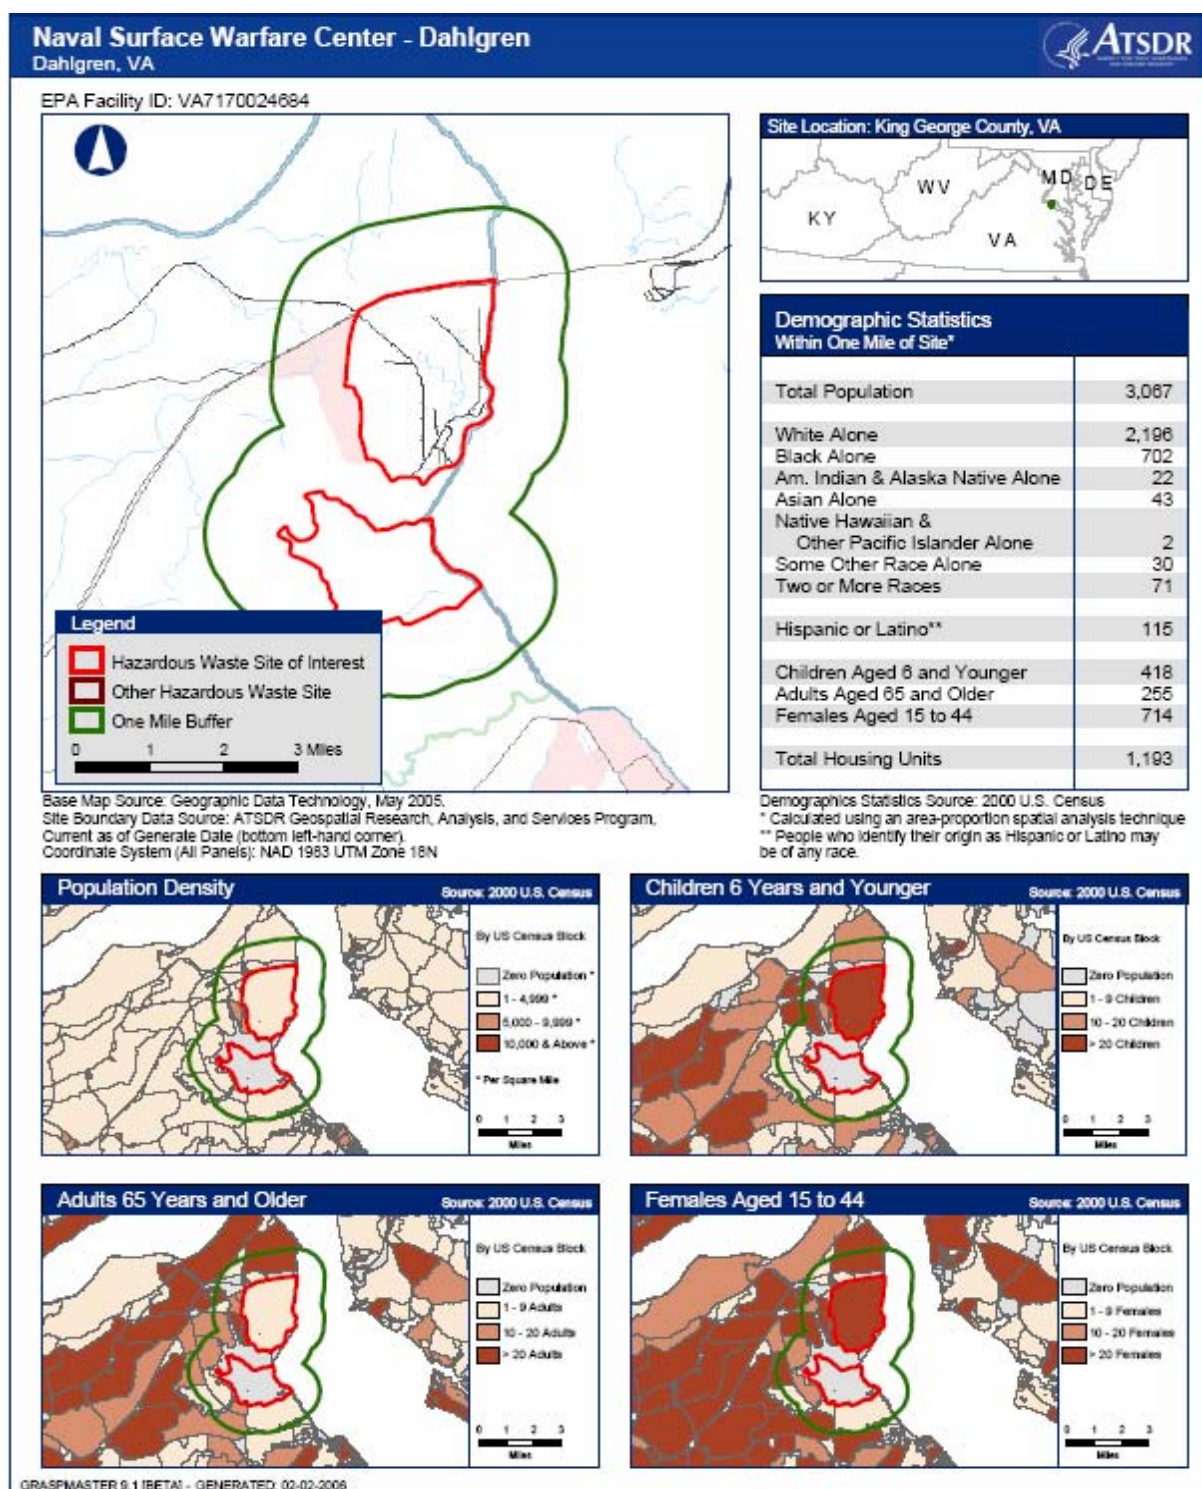 Naval Surface Warfare Center - Dahlgren
Dahlgren, VA
ATSDR
EPA Facility ID: VA7170024684
Site Location: King George County, VA
WV
MD
DE
KY
VA
Demographic Statistics
Within One Mile of Site*
Total Population 3,067
White Alone 2,196
Black Alone 702
Am. Indian & Alaska Native Alone 22
Asian Alone 43
Native Hawaiian &
Other Pacific Islander Alone 2
Some Other Race Alone 30
Two or More Races 71
Hispanic or Latino** 115
Children Aged 6 and Younger 418
Adults Aged 65 and Older 255
Females Aged 15 to 44 714
Total Housing Units 1,193
Legend
Hazardous Waste Site of Interest
Other Hazardous Waste Site
One Mile Buffer
0 1 2 3 Miles
Base Map Source: Geographic Data Technology, May 2005.
Site Boundary Data Source: ATSDR Geospatial Research, Analysis, and Services Program,
Current as of Generate Date (bottom left-hand corner).
Coordinate System (All Panels): NAD 1983 UTM Zone 18N
Demographics Statistics Source: 2000 U.S. Census
* Calculated using an area-proportion spatial analysis technique
** People who identify their origin as Hispanic or Latino may
be of any race.
Population Density Source: 2000 U.S. Census
By US Census Block
Zero Population *
1 - 4,999 *
5,000 - 9,999 *
10,000 & Above *
* Per Square Mile
0 1 2 3
Miles
Children 6 Years and Younger Source: 2000 U.S. Census
By US Census Block
Zero Population
1 - 9 Children
10 - 20 Children
> 20 Children
0 1 2 3
Miles
Adults 65 Years and Older Source: 2000 U.S. Census
By US Census Block
Zero Population
1 - 9 Adults
10 - 20 Adults
> 20 Adults
0 1 2 3
Miles
Females Aged 15 to 44 Source: 2000 U.S. Census
By US Census Block
Zero Population
1 - 9 Females
10 - 20 Females
> 20 Females
0 1 2 3
Miles
GRASPMASTER 9.1 [BETA] - GENERATED: 02-02-2006